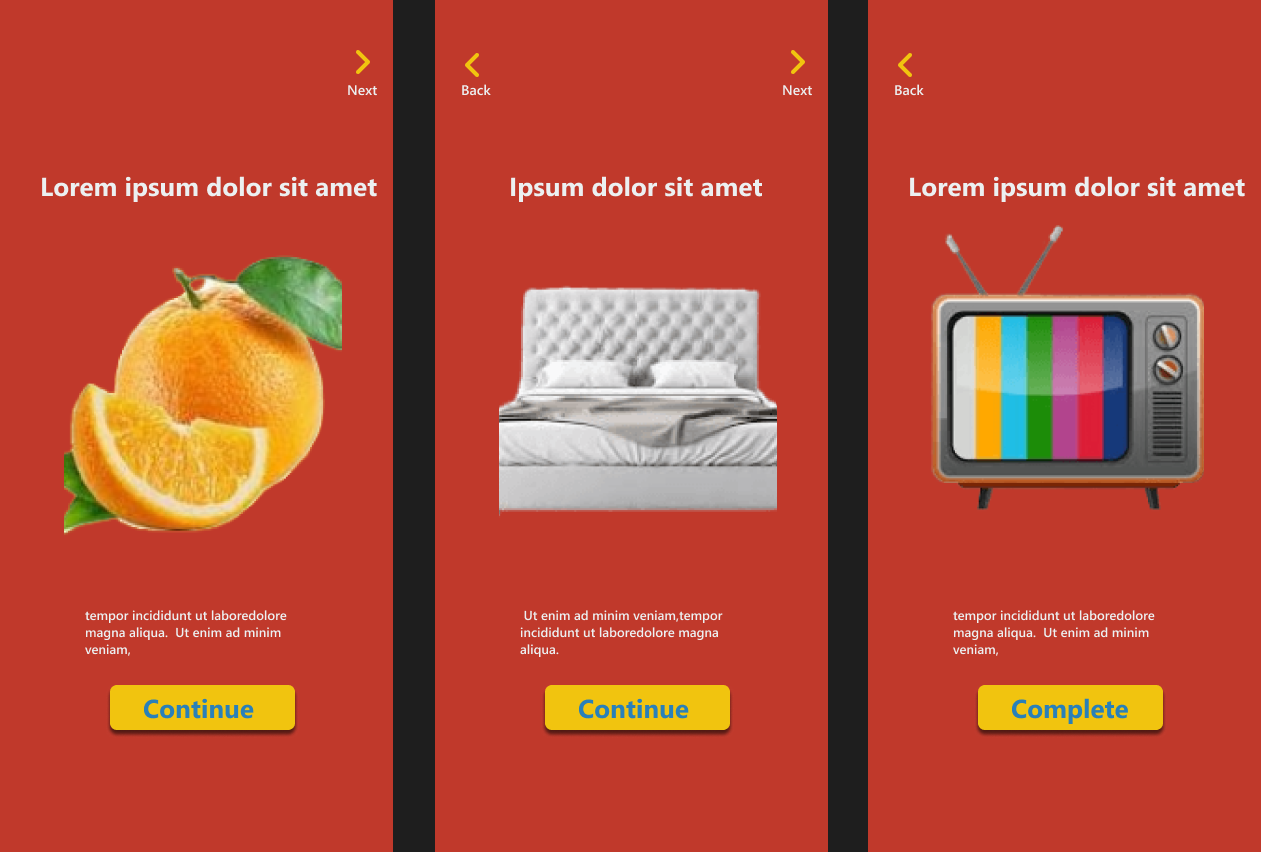 Next
Lorem ipsum dolor sit amet
tempor incididunt ut laboredolore
magna aliqua.  Ut enim ad minim
veniam,
Continue
Back
Next
Ipsum dolor sit amet
Ut enim ad minim veniam,tempor
incididunt ut laboredolore magna
aliqua.
Continue
Back
Lorem ipsum dolor sit amet
tempor incididunt ut laboredolore
magna aliqua.  Ut enim ad minim
veniam,
Complete